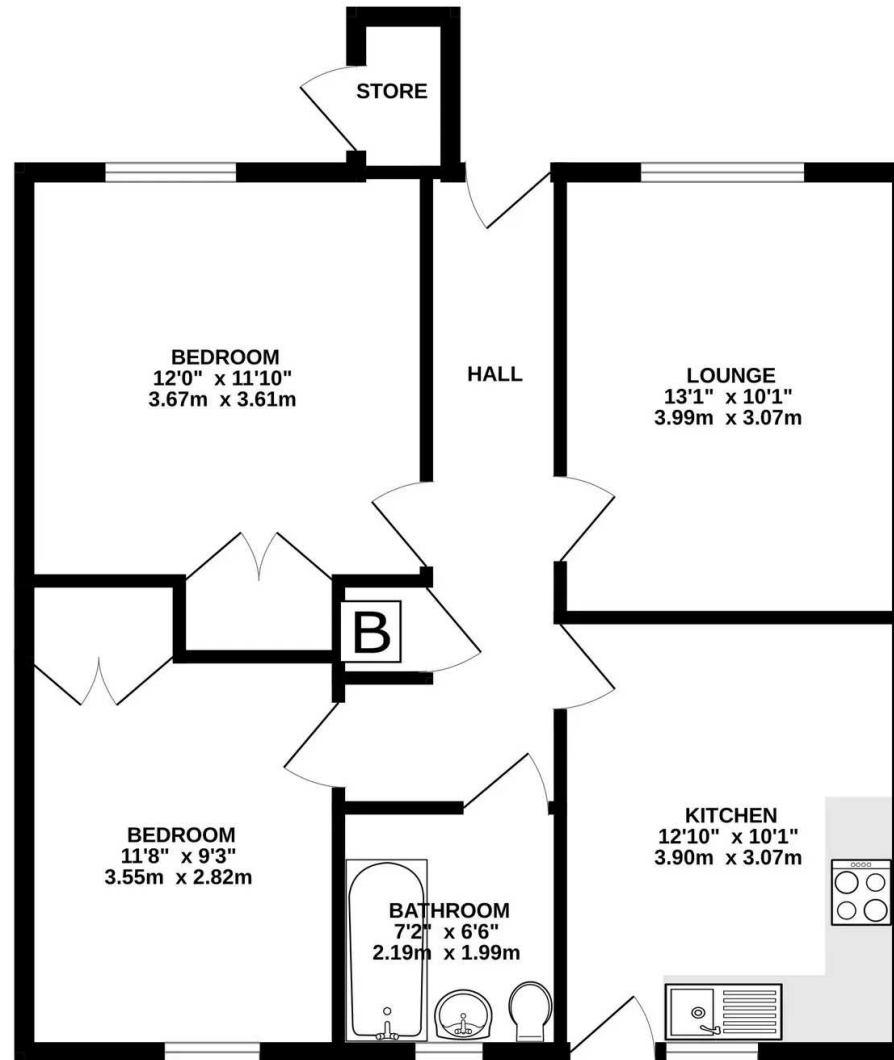 STORE
BEDROOM
12'0" x 11'10"
3.67m x 3.61m
HALL
LOUNGE
13'1" x 10'1"
3.99m x 3.07m
B
BEDROOM
11'8" x 9'3"
3.55m x 2.82m
BATHROOM
7'2" x 6'6"
2.19m x 1.99m
KITCHEN
12'10" x 10'1"
3.90m x 3.07m